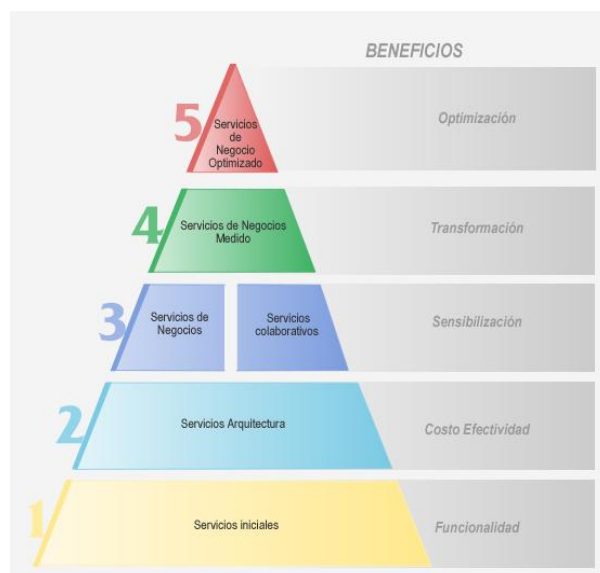 BENEFICIOS
5
Servicios
de
Negocio
Optimizado
Optimización
4
Servicios de Negocios
Medido
Transformación
3
Servicios de
Negocios
Servicios
colaborativos
Sensibilización
2
Servicios Arquitectura
Costo Efectividad
1
Servicios iniciales
Funcionalidad